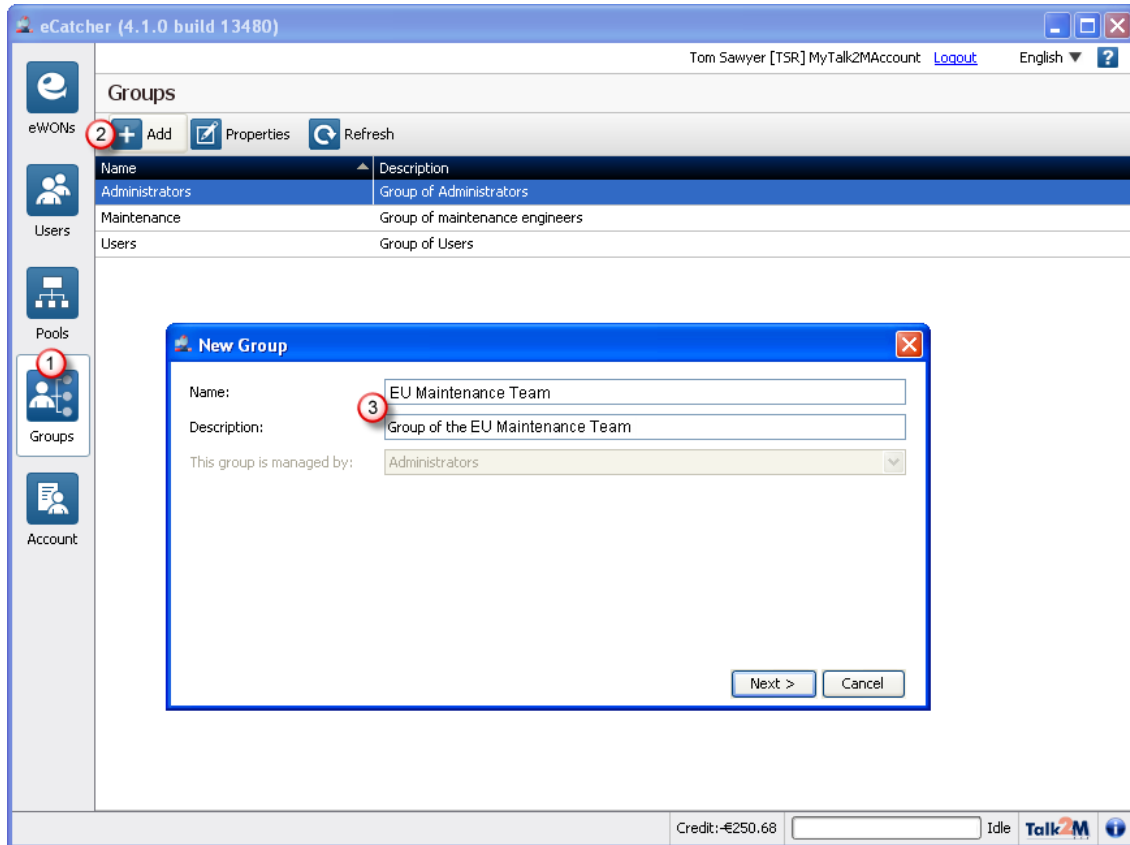 eCatcher (4.1.0 build 13480)
Tom Sawyer [TSR] MyTalk2MAccount Logout English ?
eWONs
Users
Pools
1
Groups
Account
Groups
2 Add Properties Refresh
Name Description
Administrators Group of Administrators
Maintenance Group of maintenance engineers
Users Group of Users
New Group
Name: EU Maintenance Team
3
Description: Group of the EU Maintenance Team
This group is managed by: Administrators
Next > Cancel
Credit:-€250.68 Idle Talk2M i